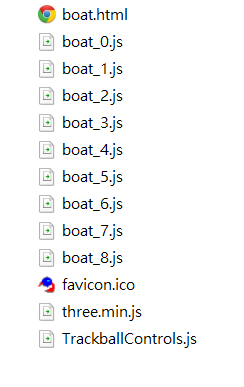 boat.html
boat_0.js
boat_1.js
boat_2.js
boat_3.js
boat_4.js
boat_5.js
boat_6.js
boat_7.js
boat_8.js
favicon.ico
three.min.js
TrackballControls.js